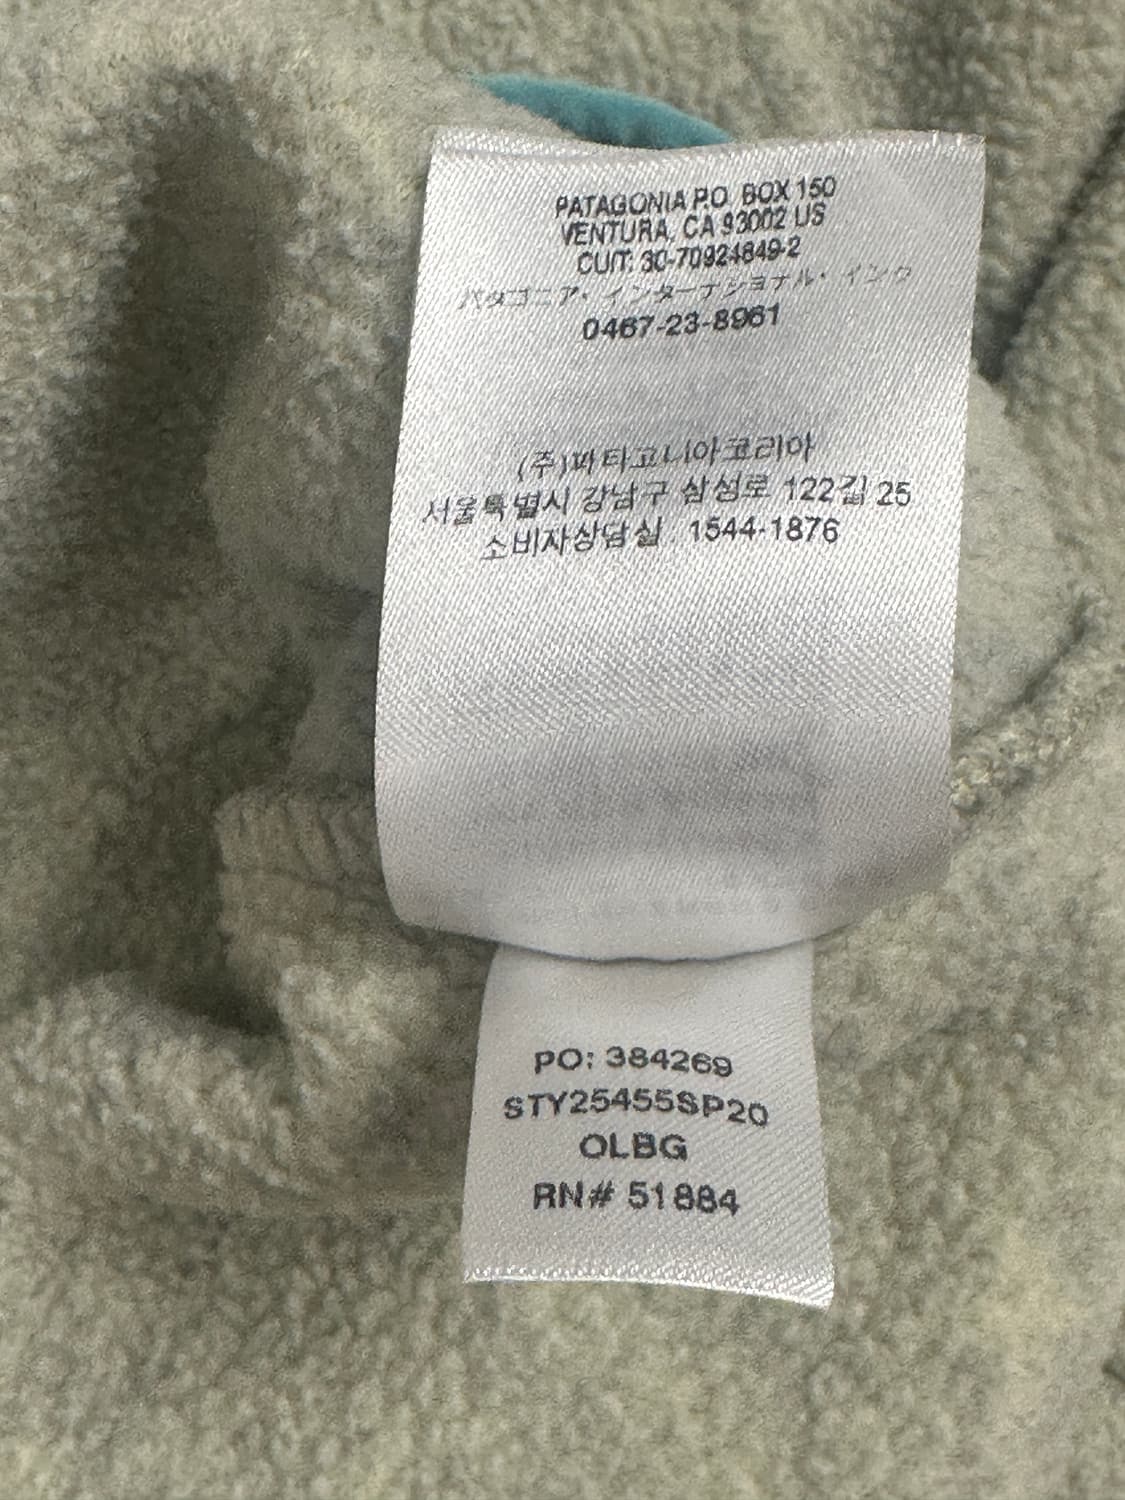 PATAGONIA P.O. BOX 150
VENTURA, CA 93002 US
CUIT: 30-70924849-2
パタゴニア・インターナショナル・インク
0467-23-8961
(주)파타고니아코리아
서울특별시 강남구 삼성로 122길 25
소비자상담실 : 1544-1876
PO: 384269
STY25455SP20
OLBG
RN# 51884